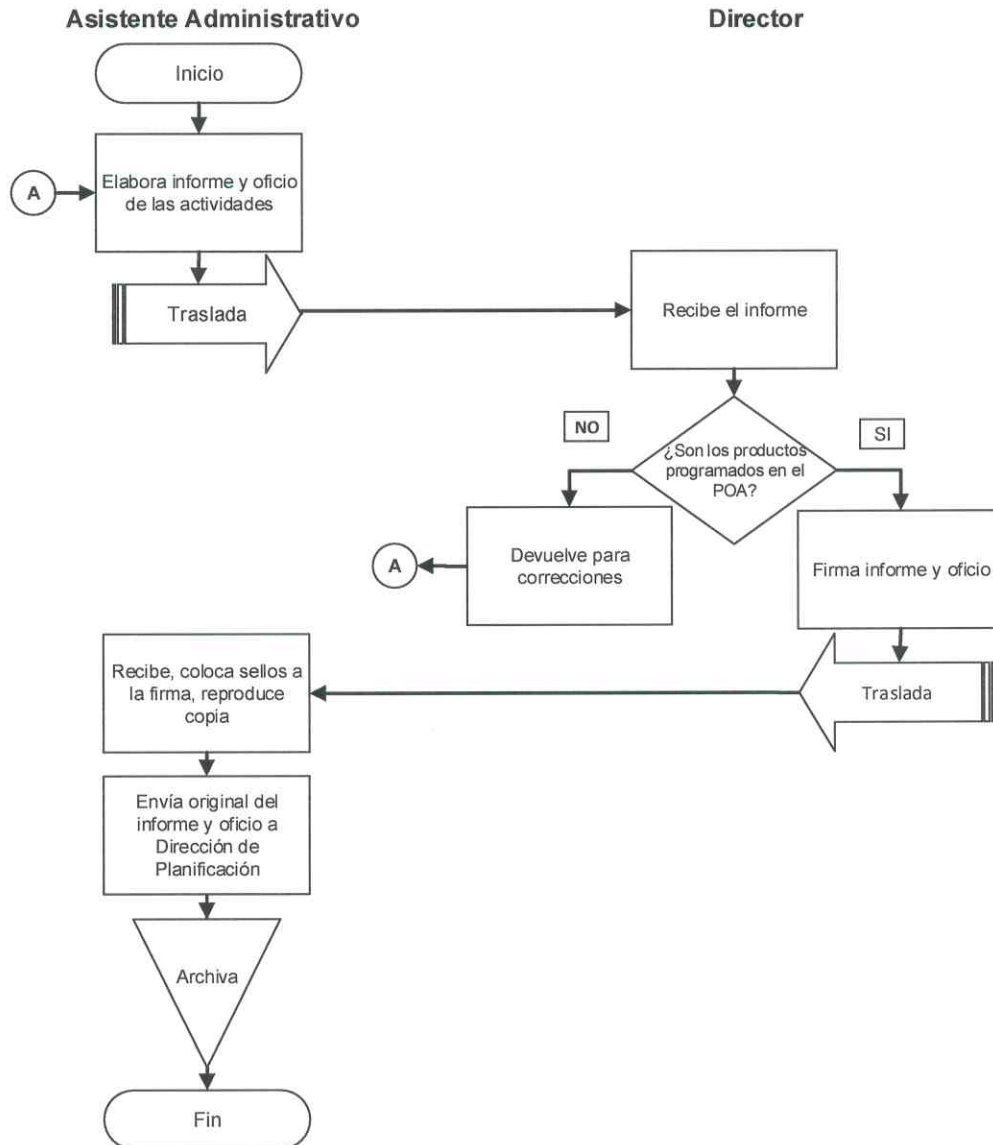 Asistente Administrativo
Director
Inicio
A
Elabora informe y oficio
de las actividades
Traslada
Recibe el informe
NO
SI
¿Son los productos
programados en el
POA?
A
Devuelve para
correcciones
Firma informe y oficio
Recibe, coloca sellos a
la firma, reproduce
copia
Traslada
Envía original del
informe y oficio a
Dirección de
Planificación
Archiva
Fin